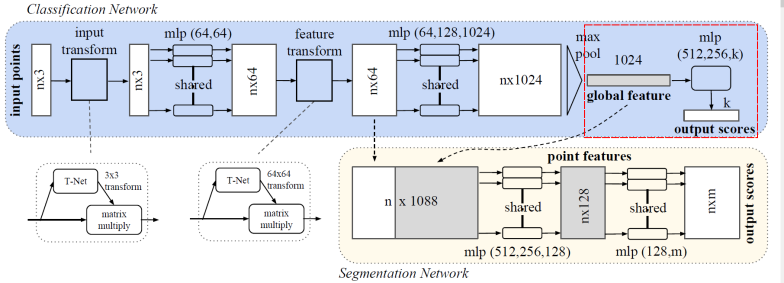 Classification Network
input points
nx3
input
transform
nx3
mlp (64,64)
shared
nx64
feature
transform
nx64
mlp (64,128,1024)
shared
nx1024
max
pool
1024
global feature
mlp
(512,256,k)
k
output scores
T-Net
3x3
transform
matrix
multiply
T-Net
64x64
transform
matrix
multiply
point features
n x 1088
shared
mlp (512,256,128)
nx128
shared
mlp (128,m)
nxm
output scores
Segmentation Network